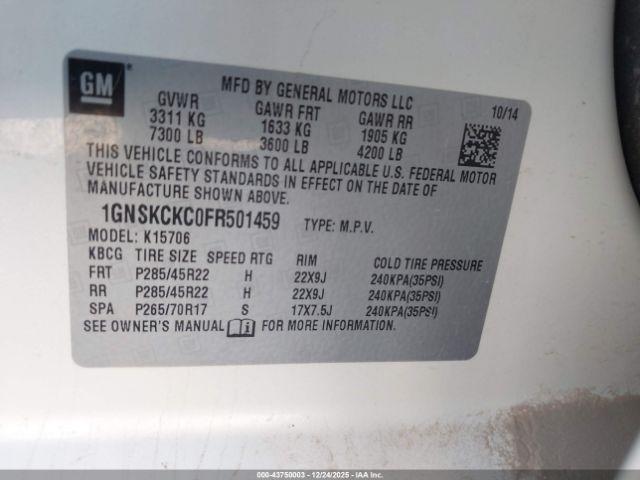 GM
MFD BY GENERAL MOTORS LLC
10/14
GVWR GAWR FRT GAWR RR
3311 KG 1633 KG 1905 KG
7300 LB 3600 LB 4200 LB
THIS VEHICLE CONFORMS TO ALL APPLICABLE U.S. FEDERAL MOTOR
VEHICLE SAFETY STANDARDS IN EFFECT ON THE DATE OF
MANUFACTURE SHOWN ABOVE.
1GNSKCKC0FR501459 TYPE: M.P.V.
MODEL: K15706
KBCG TIRE SIZE SPEED RTG RIM COLD TIRE PRESSURE
FRT P285/45R22 H 22X9J 240KPA(35PSI)
RR P285/45R22 H 22X9J 240KPA(35PSI)
SPA P265/70R17 S 17X7.5J 240KPA(35PSI)
SEE OWNER'S MANUAL FOR MORE INFORMATION.
000-43750003 - 12/24/2025 - IAAI.com